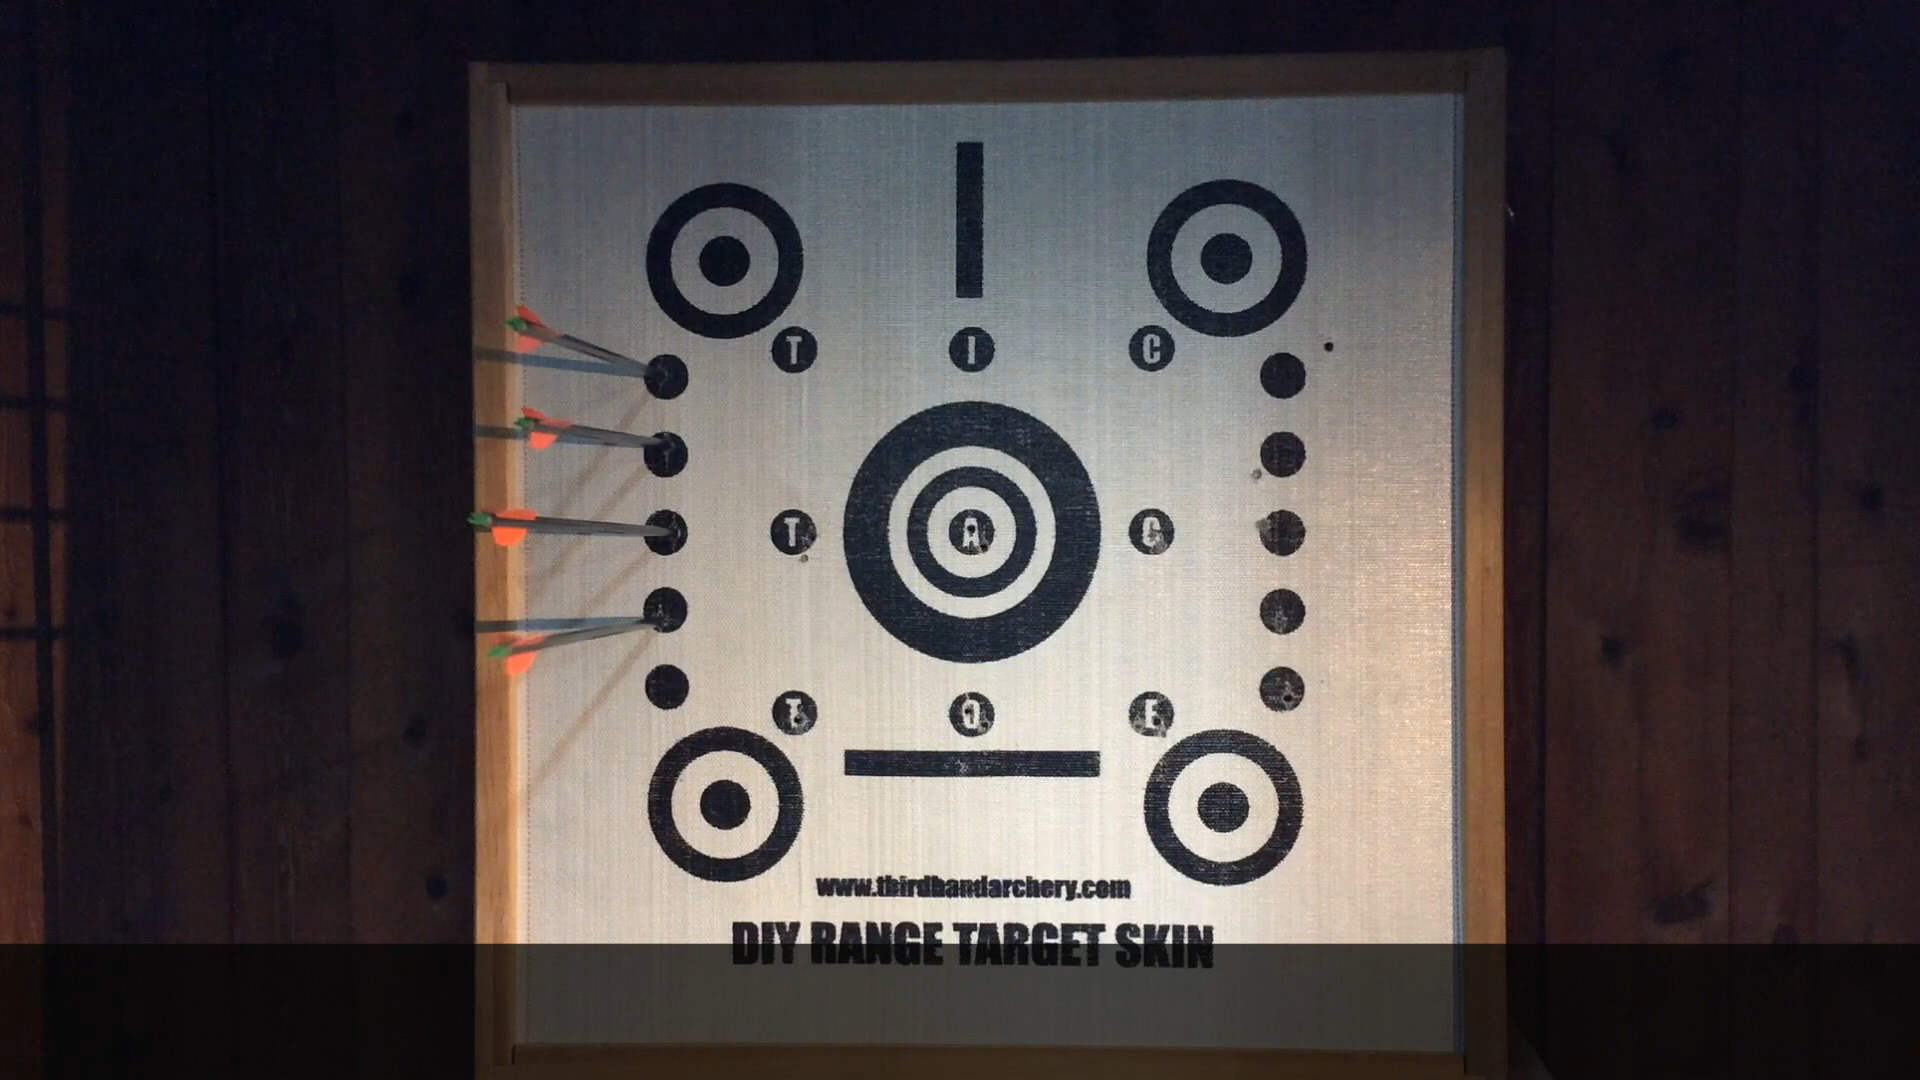 T I C
T A C
T O E
www.thirdhandarchery.com
DIY RANGE TARGET SKIN